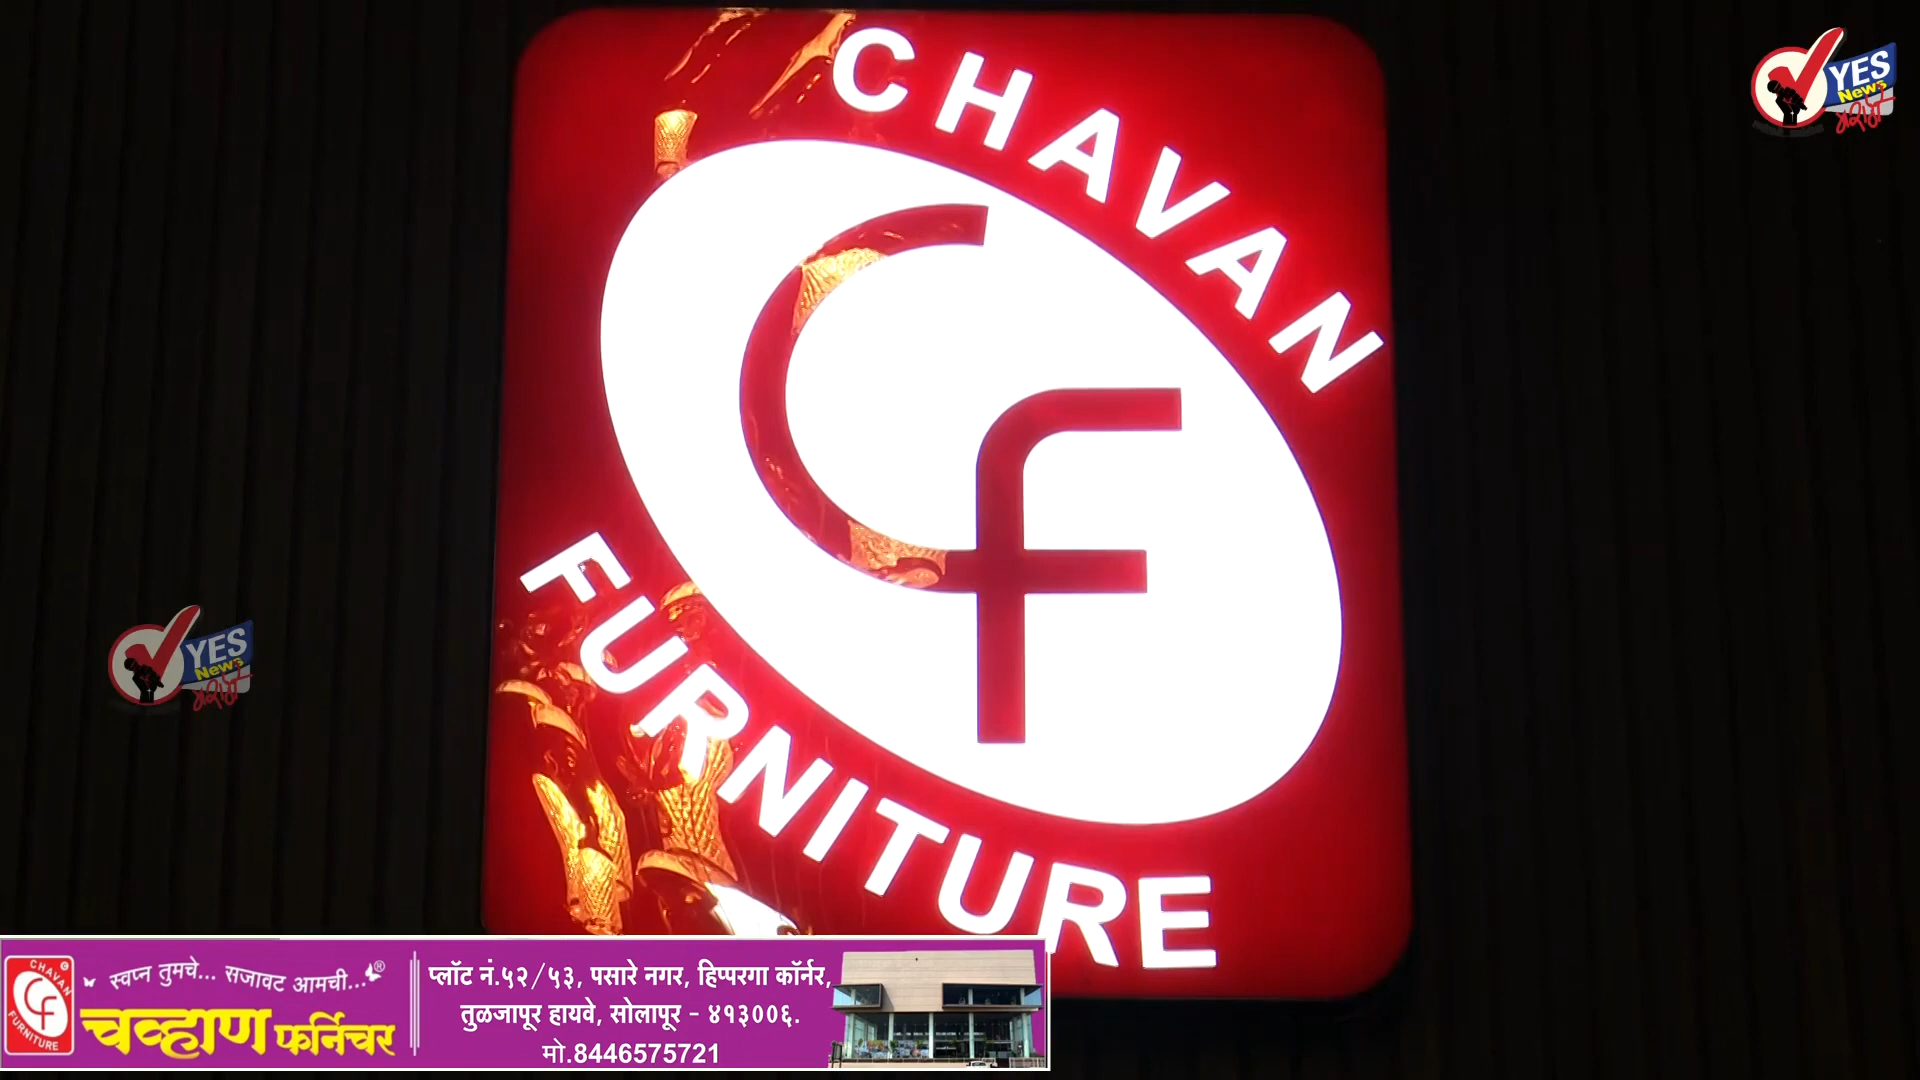 CHAVAN
cf
FURNITURE
YES
News
मराठी
YES
News
मराठी
CHAVAN
cf
FURNITURE
स्वप्न तुमचे... सजावट आमची...®
चव्हाण फर्निचर
प्लॉट नं.५२/५३, पसारे नगर, हिप्परगा कॉर्नर,
तुळजापूर हायवे, सोलापूर - ४१३००६.
मो.8446575721